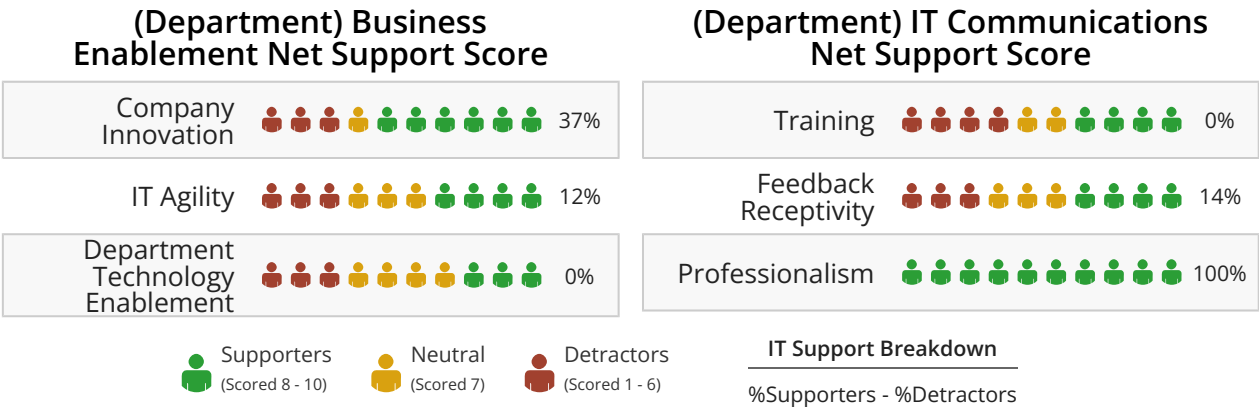 (Department) Business
Enablement Net Support Score
Company
Innovation
37%
IT Agility
12%
Department
Technology
Enablement
0%
(Department) IT Communications
Net Support Score
Training
0%
Feedback
Receptivity
14%
Professionalism
100%
Supporters
(Scored 8 - 10)
Neutral
(Scored 7)
Detractors
(Scored 1 - 6)
IT Support Breakdown
%Supporters - %Detractors